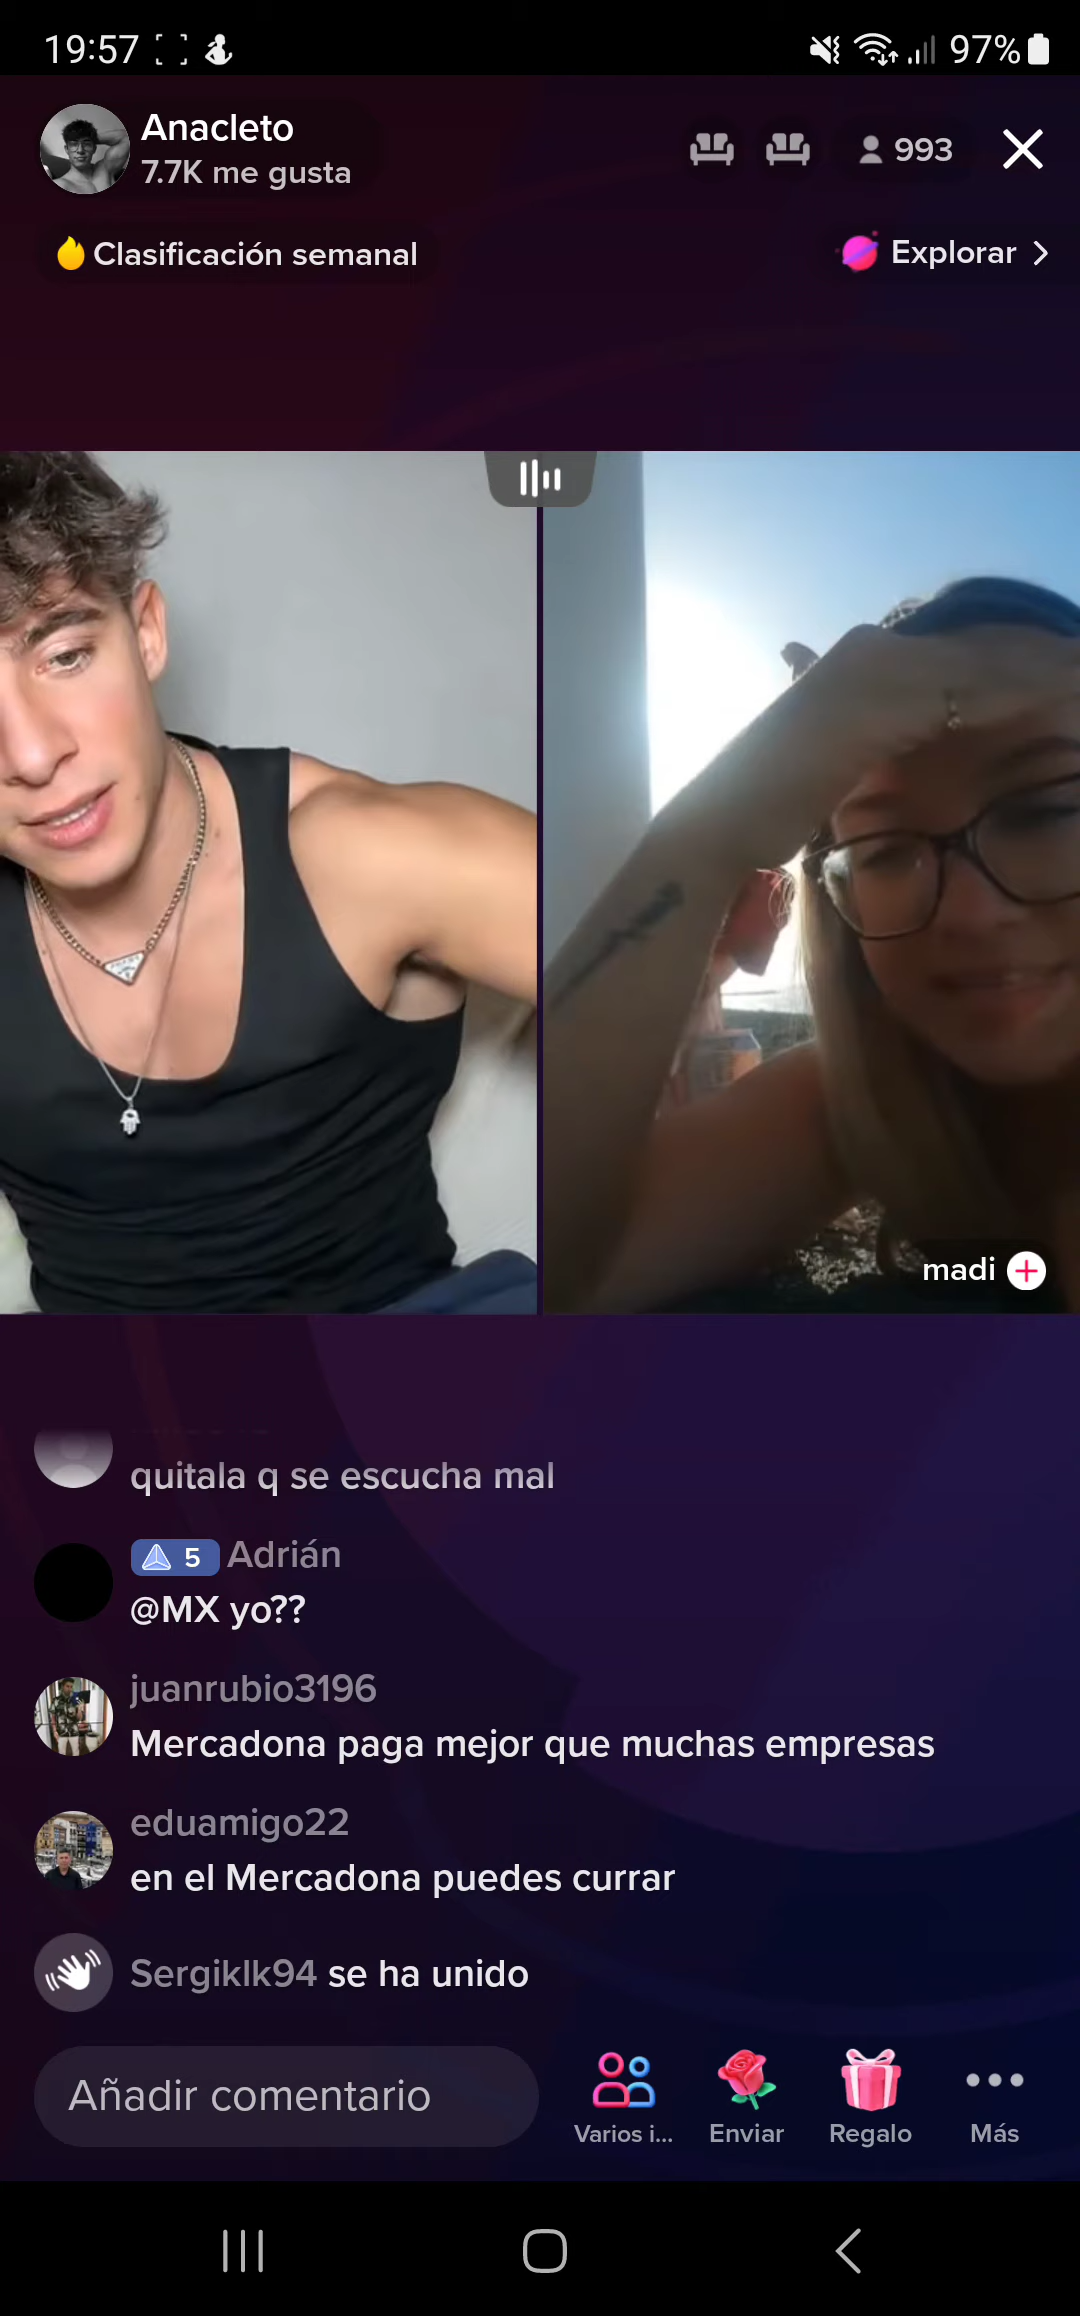 19:57
97%
Anacleto
7.7K me gusta
993
Clasificación semanal
Explorar
madi
quitala q se escucha mal
5 Adrián
@MX yo??
juanrubio3196
Mercadona paga mejor que muchas empresas
eduamigo22
en el Mercadona puedes currar
Sergiklk94 se ha unido
Añadir comentario
Varios i...
Enviar
Regalo
Más